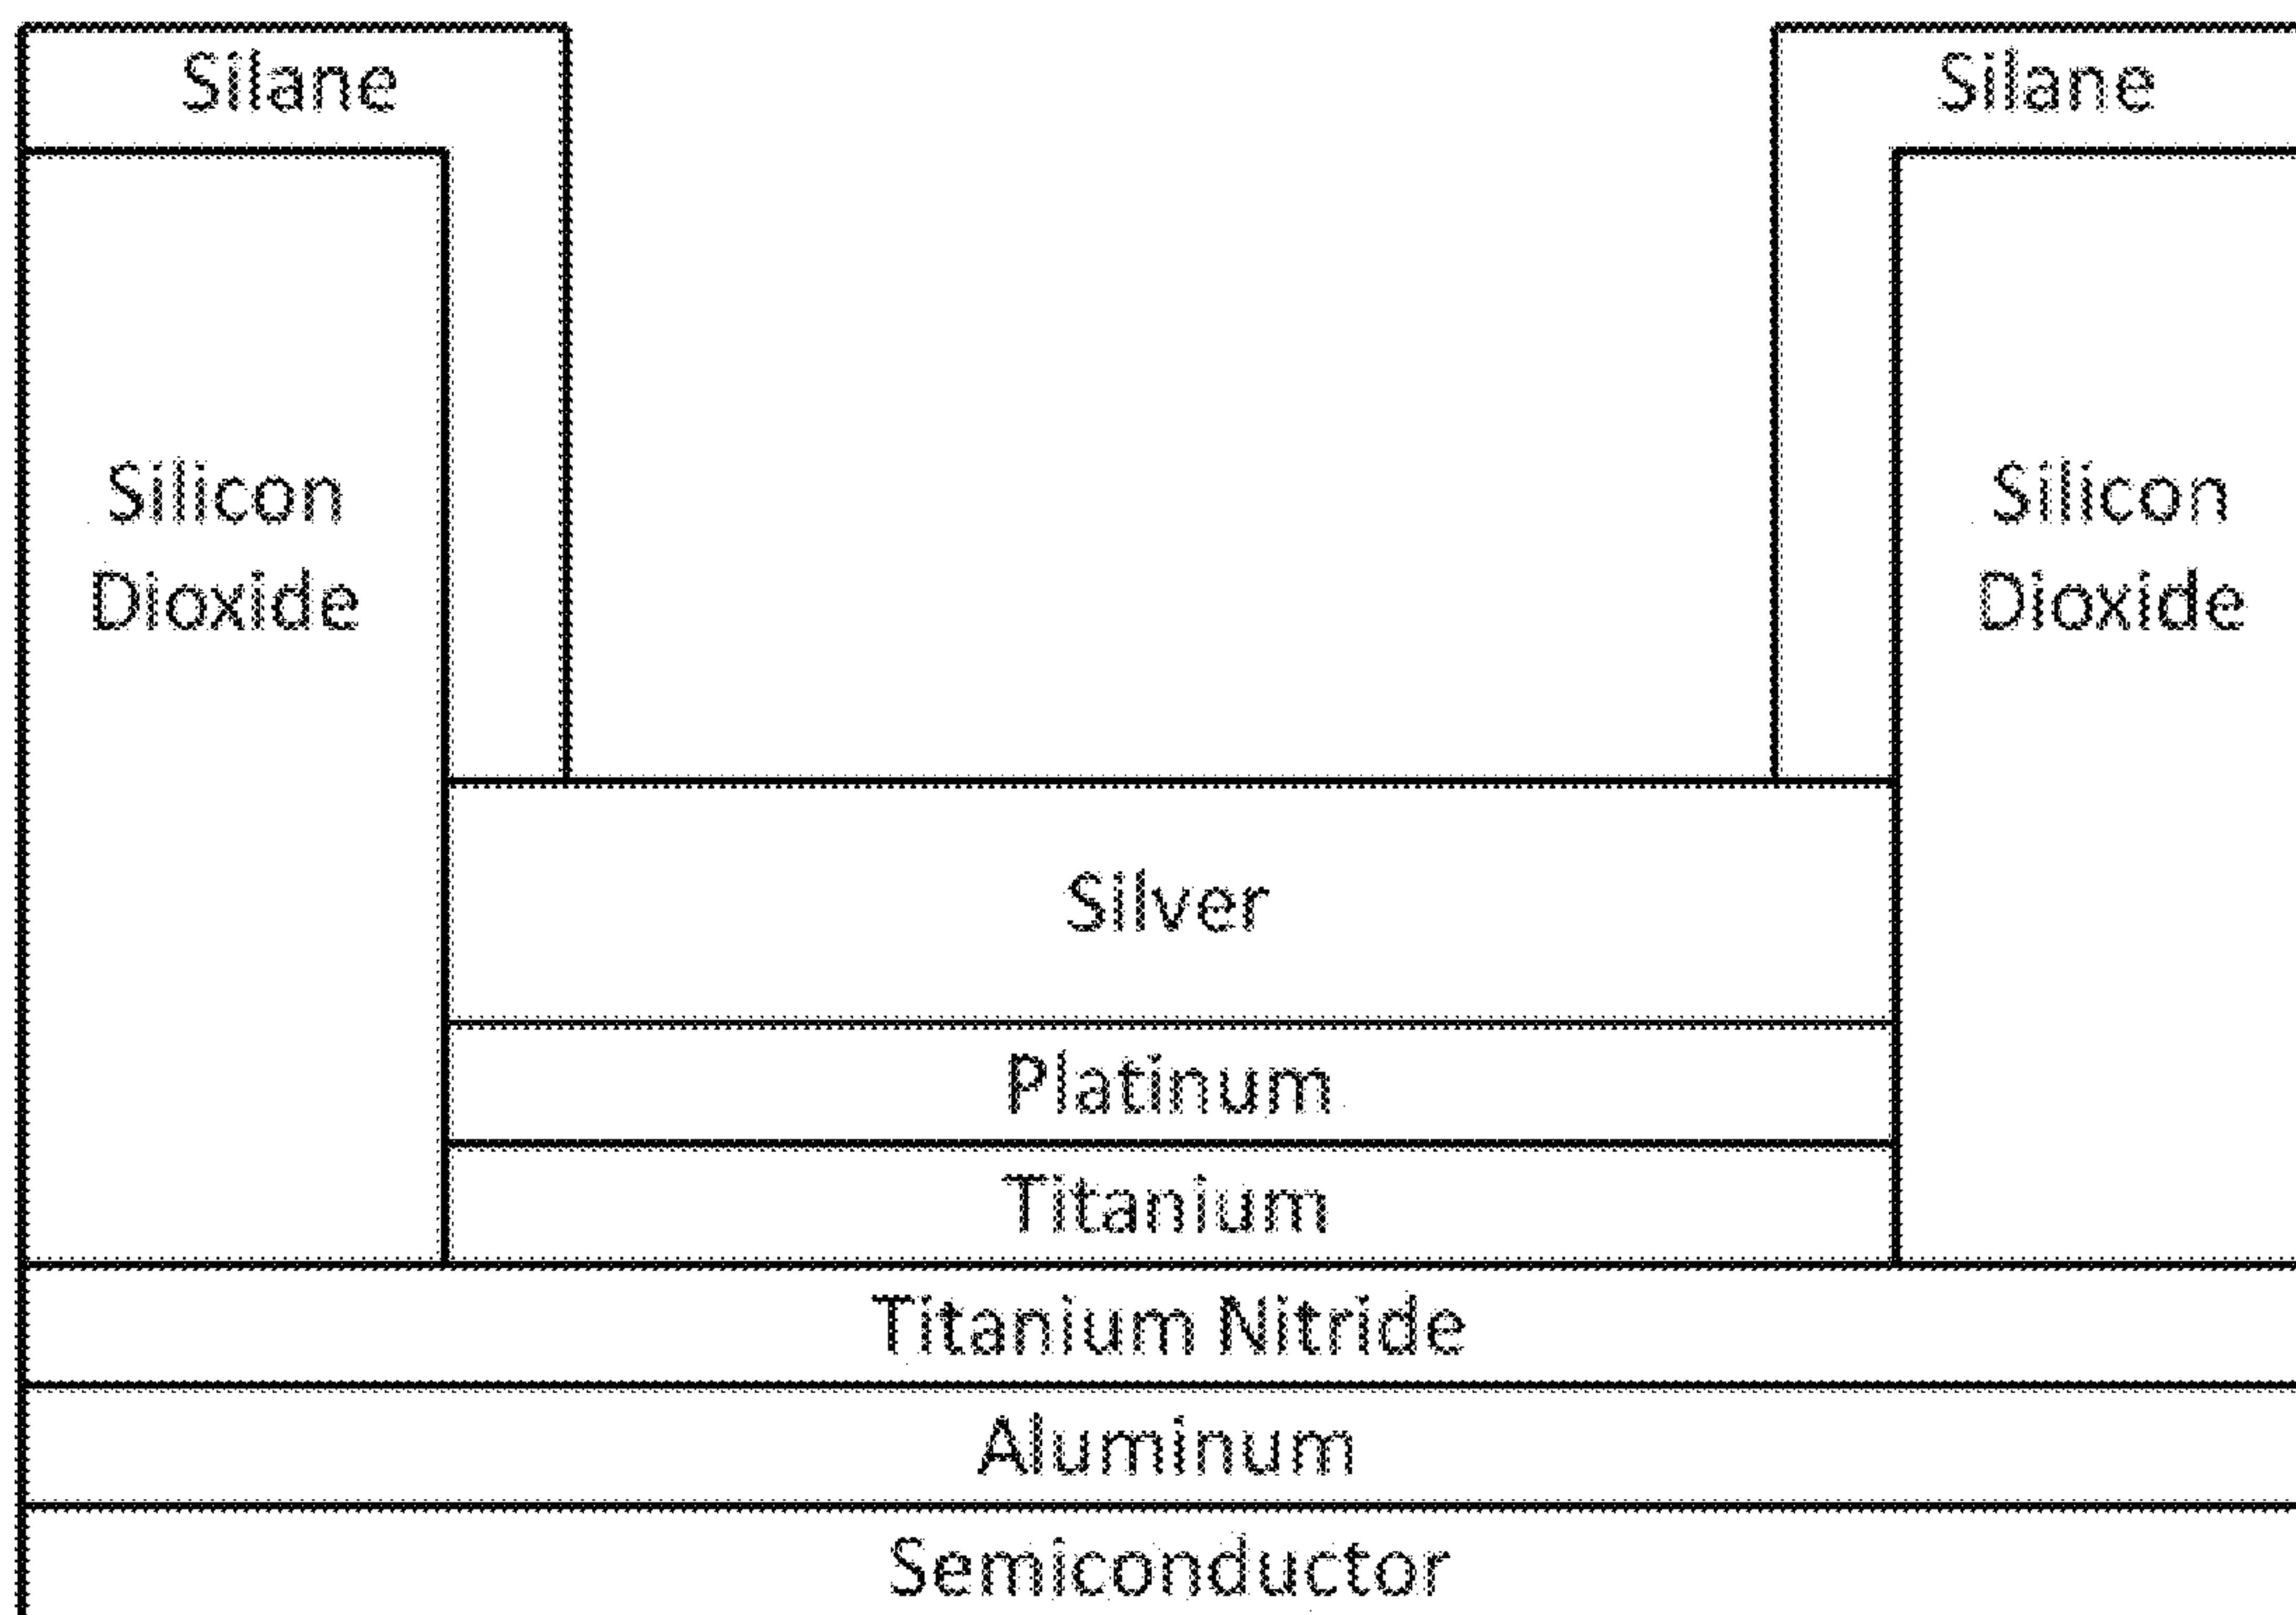 Silane
Silane
Silicon
Dioxide
Silicon
Dioxide
Silver
Platinum
Titanium
Titanium Nitride
Aluminum
Semiconductor